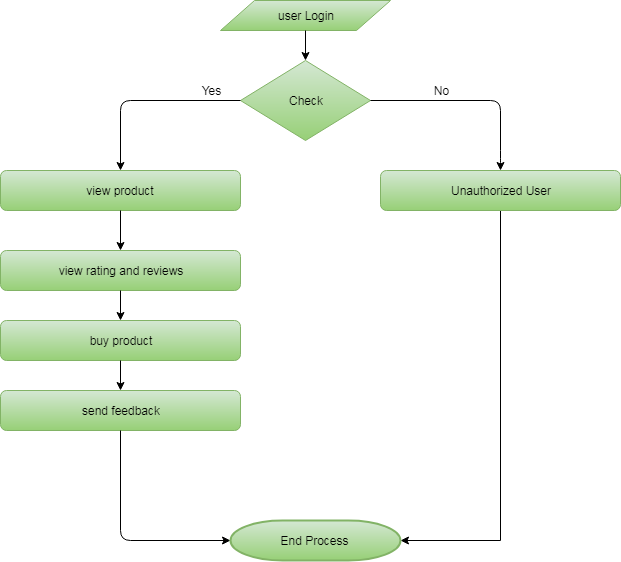 user Login
Check
Yes
No
view product
Unauthorized User
view rating and reviews
buy product
send feedback
End Process